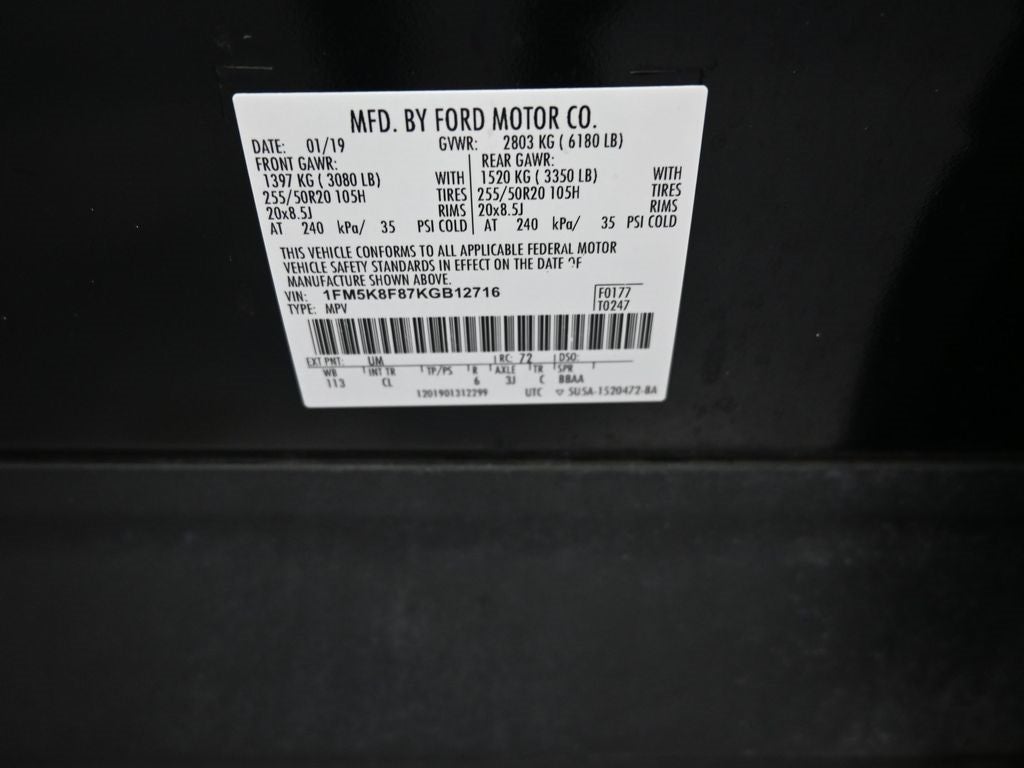 MFD. BY FORD MOTOR CO.
DATE: 01/19 GVWR: 2803 KG ( 6180 LB)
FRONT GAWR: REAR GAWR:
1397 KG ( 3080 LB) WITH 1520 KG ( 3350 LB) WITH
255/50R20 105H TIRES 255/50R20 105H TIRES
20x8.5J RIMS 20x8.5J RIMS
AT 240 kPa/ 35 PSI COLD AT 240 kPa/ 35 PSI COLD
THIS VEHICLE CONFORMS TO ALL APPLICABLE FEDERAL MOTOR
VEHICLE SAFETY STANDARDS IN EFFECT ON THE DATE OF
MANUFACTURE SHOWN ABOVE.
VIN: 1FM5K8F87KGB12716 F0177
TYPE: MPV T0247
EXT PNT: UM RC: 72 DSO:
WB INT TR TP/PS R AXLE TR SPR
113 CL 6 3J C BBAA
1201901312299 UTC ▽ SU5A-1520472-BA